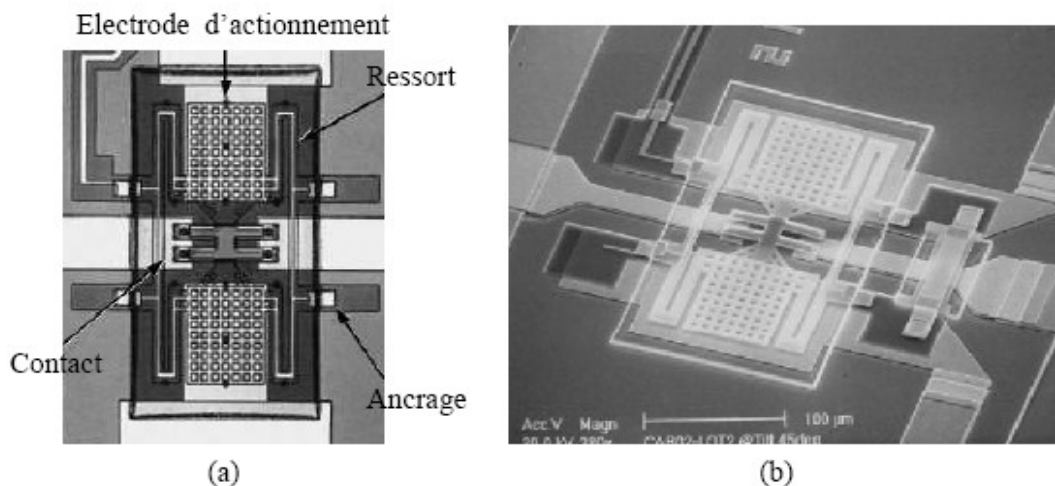 Electrode d'actionnement
Ressort
Contact
Ancrage
Acc.V Magn
100 µm
(a)
(b)